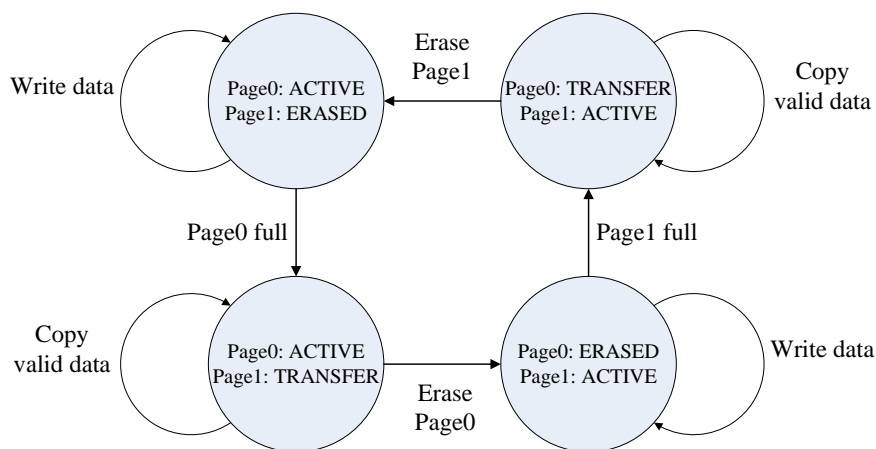 Erase
Page1
Write data
Page0: ACTIVE
Page1: ERASED
Page0: TRANSFER
Page1: ACTIVE
Copy
valid data
Page0 full
Page1 full
Copy
valid data
Page0: ACTIVE
Page1: TRANSFER
Erase
Page0
Page0: ERASED
Page1: ACTIVE
Write data